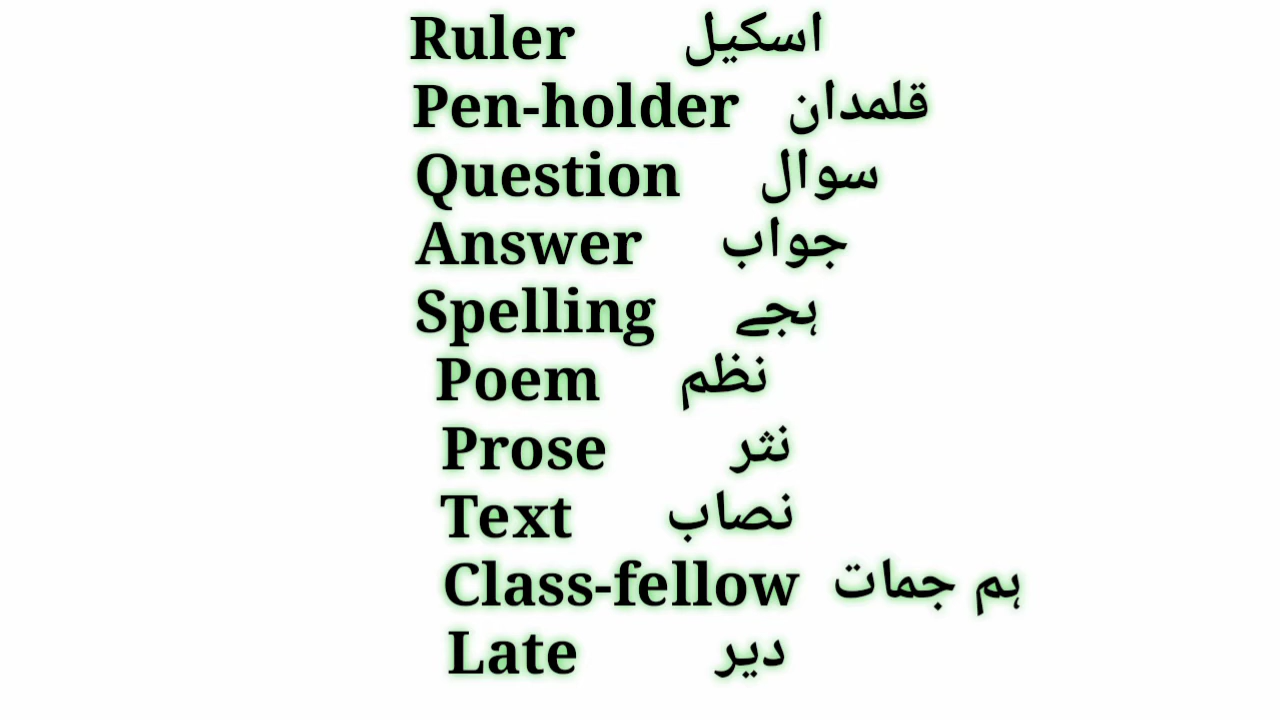 Ruler اسکیل
Pen-holder قلمدان
Question سوال
Answer جواب
Spelling ہجے
Poem نظم
Prose نثر
Text نصاب
Class-fellow ہم جمات
Late دیر